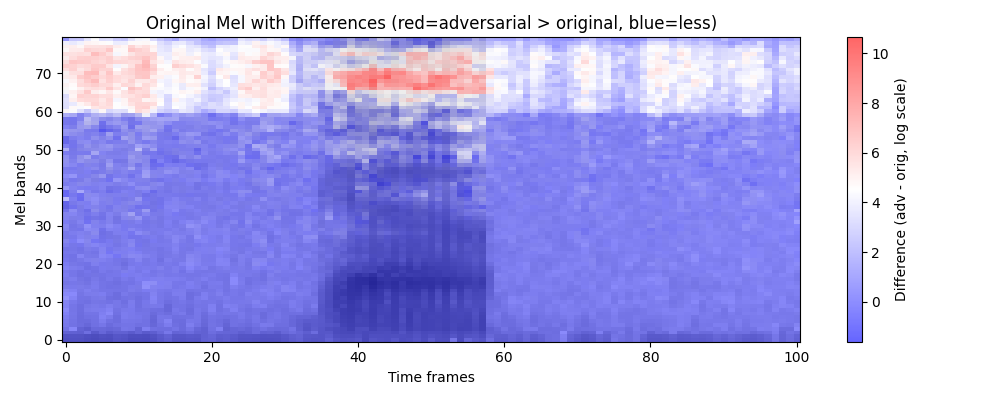 Original Mel with Differences (red=adversarial > original, blue=less)
Mel bands
70
60
50
40
30
20
10
0
0 20 40 60 80 100
Time frames
10
8
6
4
2
0
Difference (adv - orig, log scale)